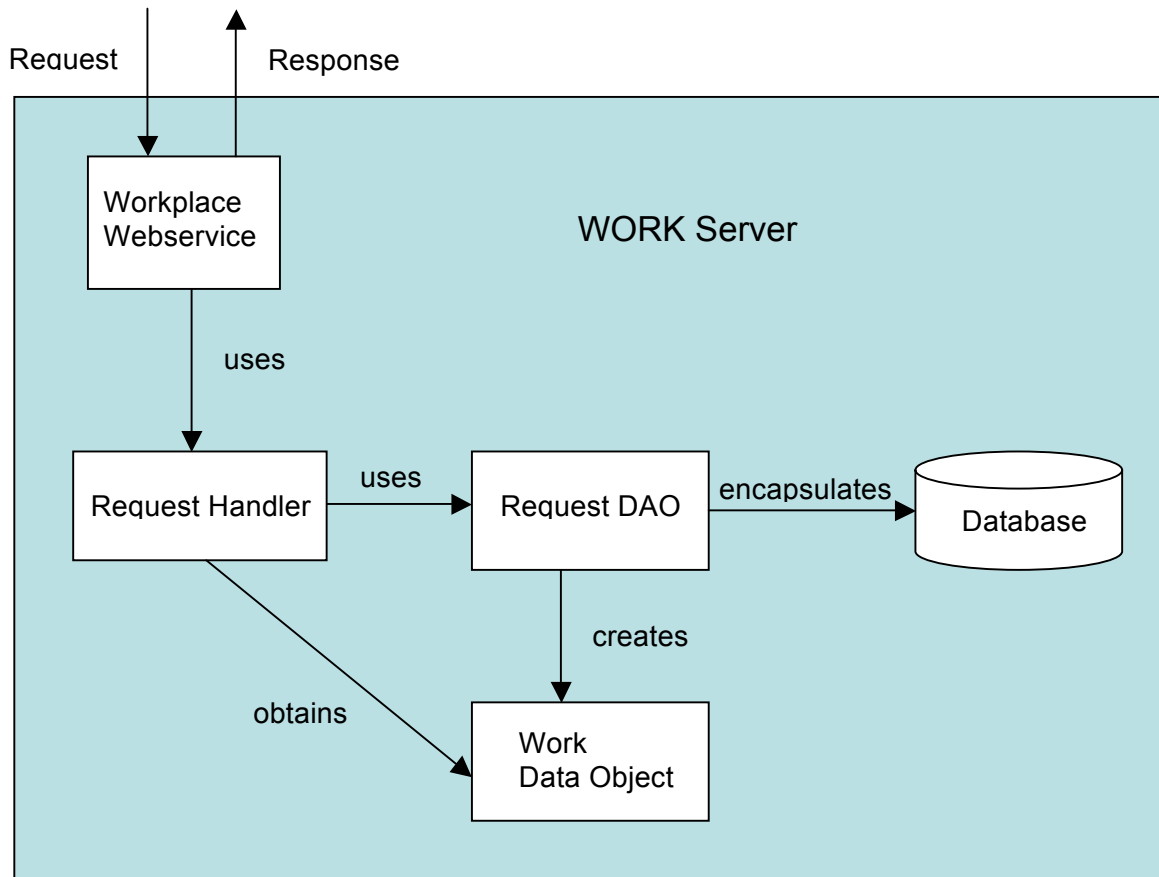 Request
Response
Workplace
Webservice
WORK Server
uses
Request Handler
uses
Request DAO
encapsulates
Database
creates
obtains
Work
Data Object